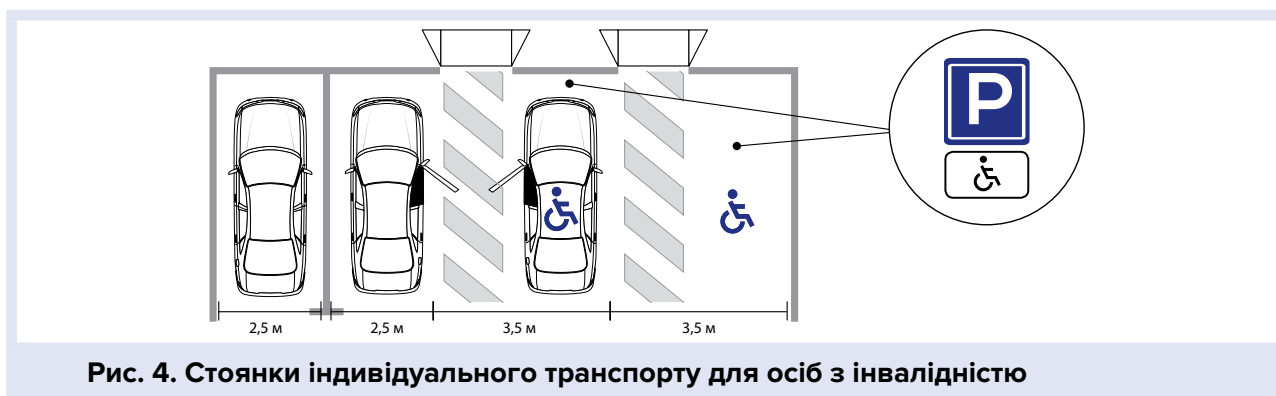 P
2,5 м 2,5 м 3,5 м 3,5 м
Рис. 4. Стоянки індивідуального транспорту для осіб з інвалідністю